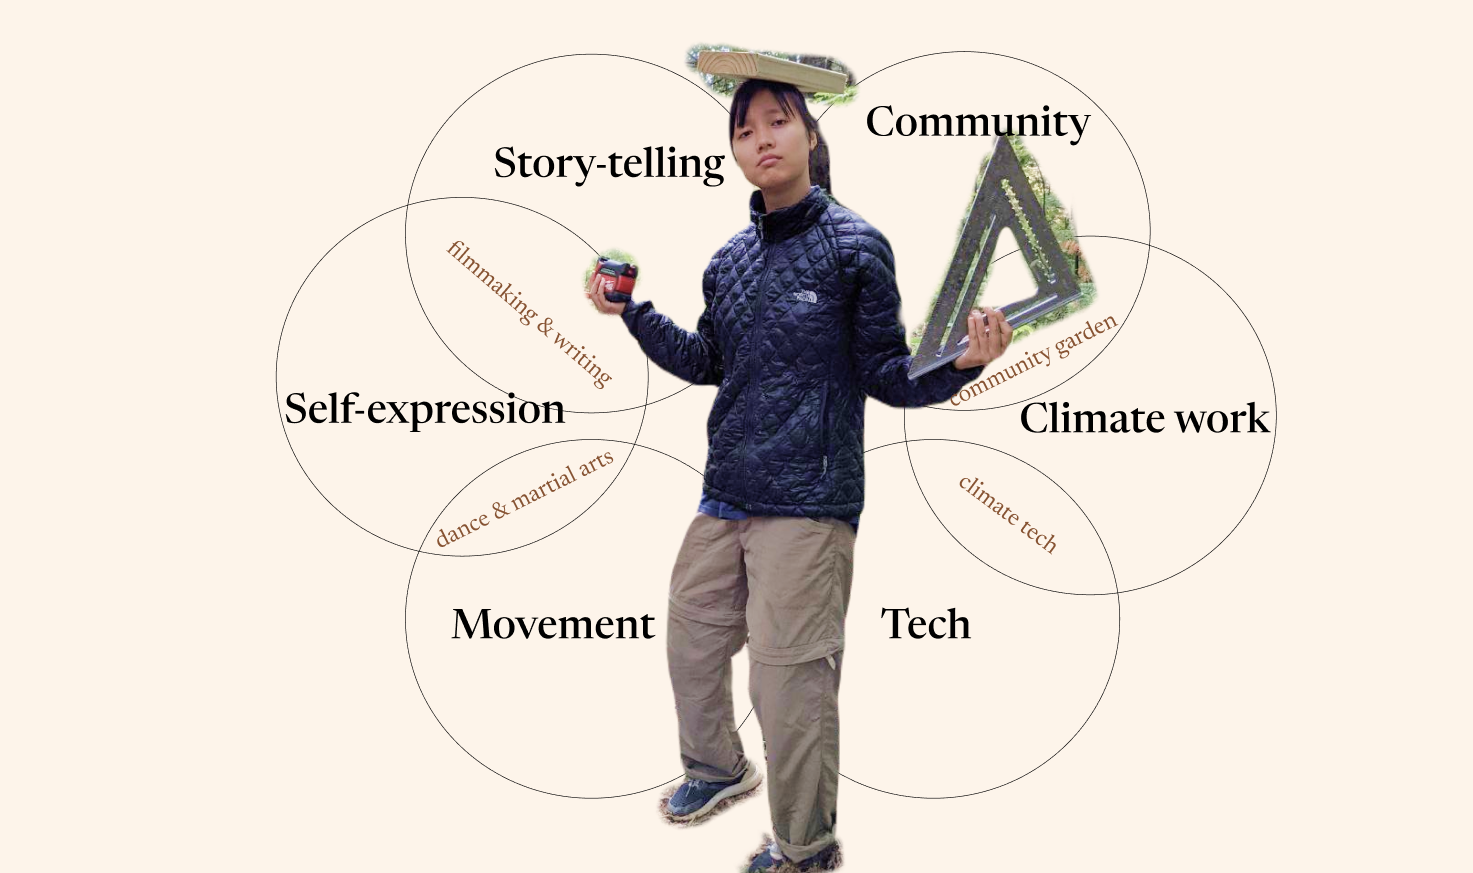 Community
Story-telling
filmmaking & writing
community garden
Self-expression
Climate work
dance & martial arts
climate tech
Movement
Tech